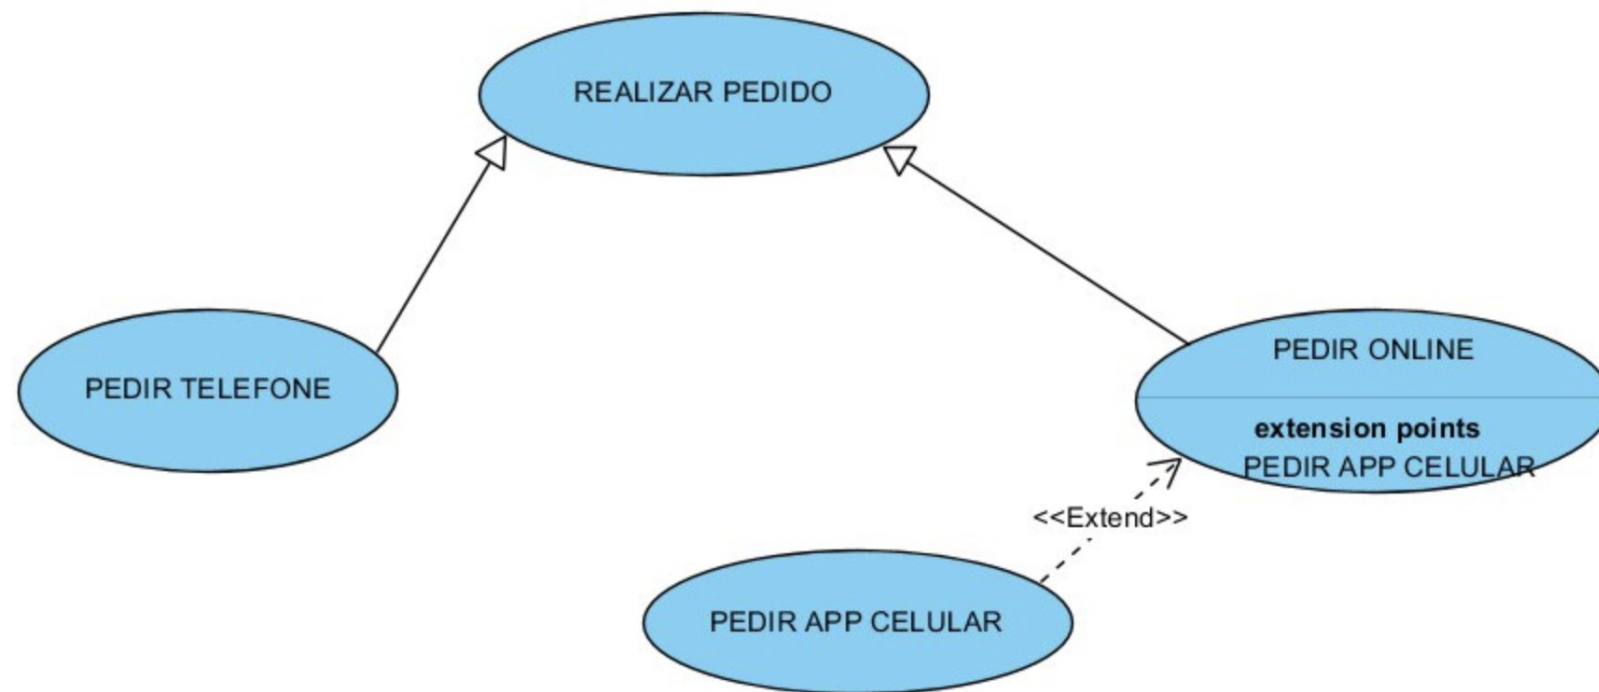 REALIZAR PEDIDO
PEDIR TELEFONE
PEDIR ONLINE
extension points
PEDIR APP CELULAR
<<Extend>>
PEDIR APP CELULAR